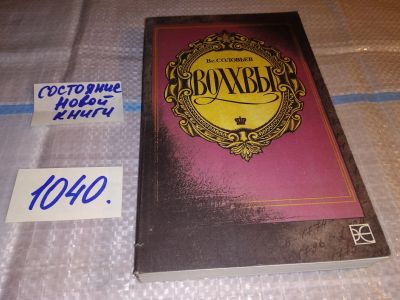 Вс. СОЛОВЬЕВ
ВОЛХВЫ
состояние
новой
книги
1040.